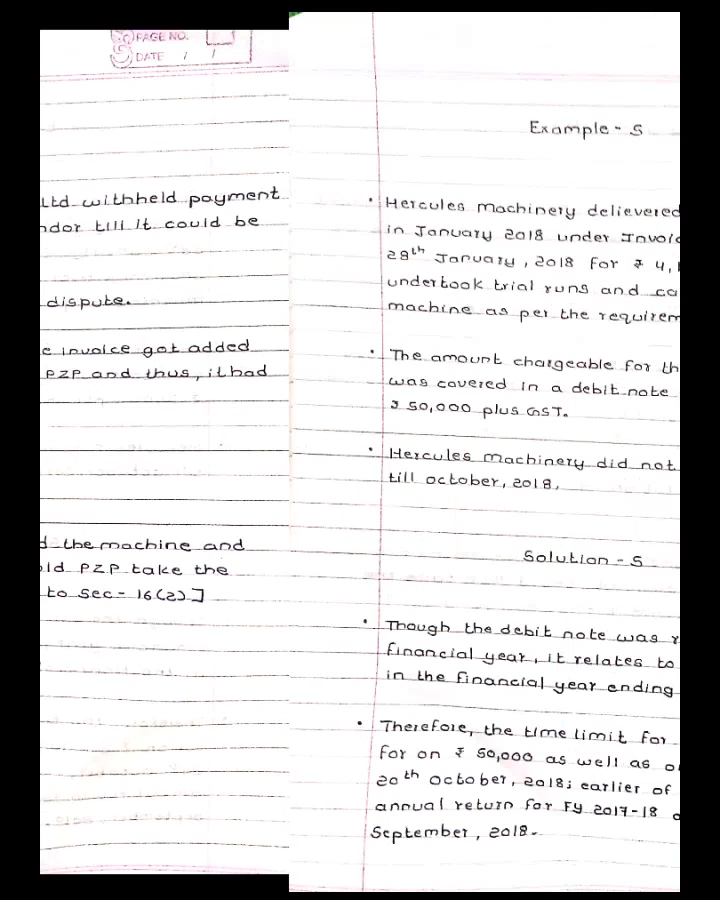 PAGE NO.
DATE / /
Ltd withheld payment
ndor till it could be
dispute.
e invoice got added
PZP and thus, it had
d the machine and
ld PZP take the
to Sec- 16(2)]
Example - 5
• Hercules Machinery delievered
in January 2018 under Invoic
28th January, 2018 for ₹ 4,
undertook trial runs and ca
machine as per the requirem
• The amount chargeable for th
was covered in a debit note
₹ 50,000 plus GST.
• Hercules Machinery did not
till october, 2018.
Solution - 5
• Though the debit note was
financial year, it relates to
in the financial year ending
• Therefore, the time limit for
for on ₹ 50,000 as well as o
20th October, 2018; earlier of
annual return for FY 2017-18
September, 2018.